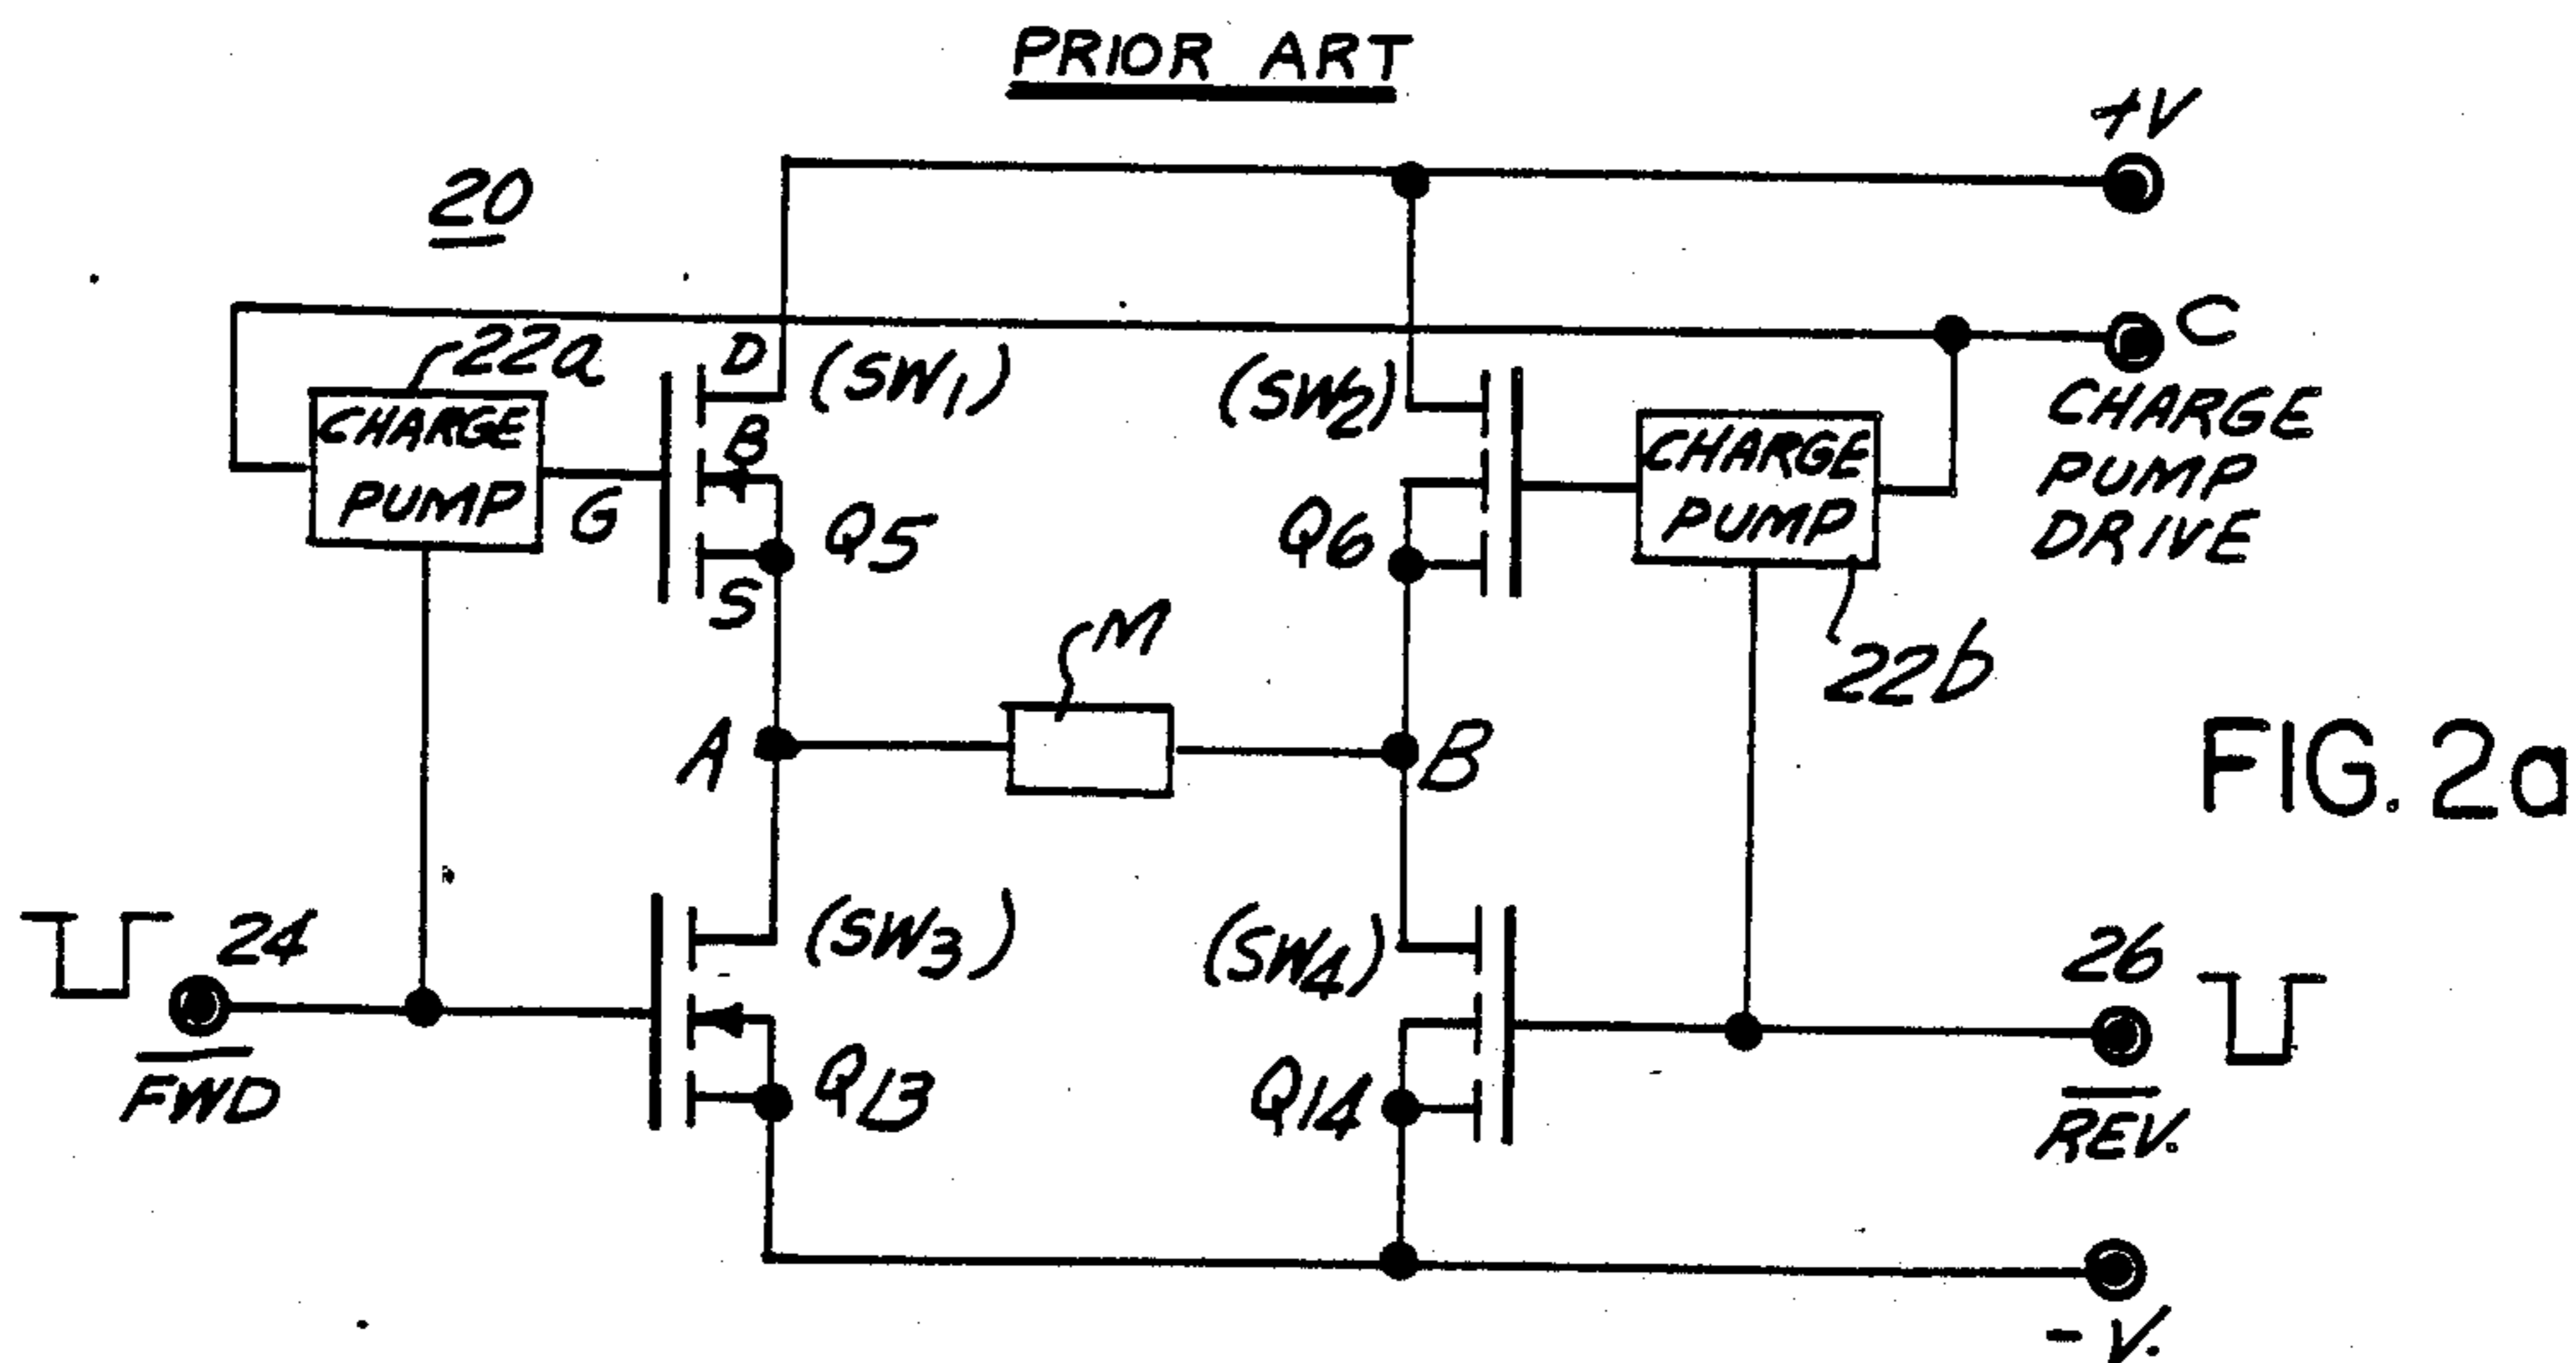 PRIOR ART
+V
20
C
22a
D
(SW1)
(SW2)
CHARGE
PUMP
DRIVE
CHARGE
PUMP
B
G
Q5
Q6
CHARGE
PUMP
S
M
22b
A
B
FIG. 2a
24
(SW3)
(SW4)
26
FWD
Q13
Q14
REV.
-V.